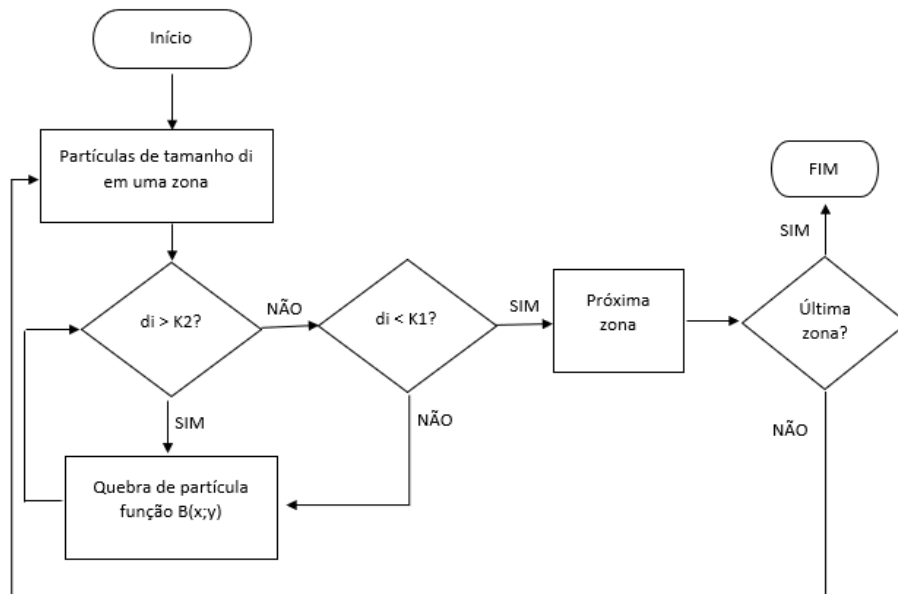 Início
Partículas de tamanho di
em uma zona
FIM
SIM
di > K2?
NÃO
di < K1?
SIM
Próxima
zona
Última
zona?
SIM
NÃO
NÃO
Quebra de partícula
função B(x;y)